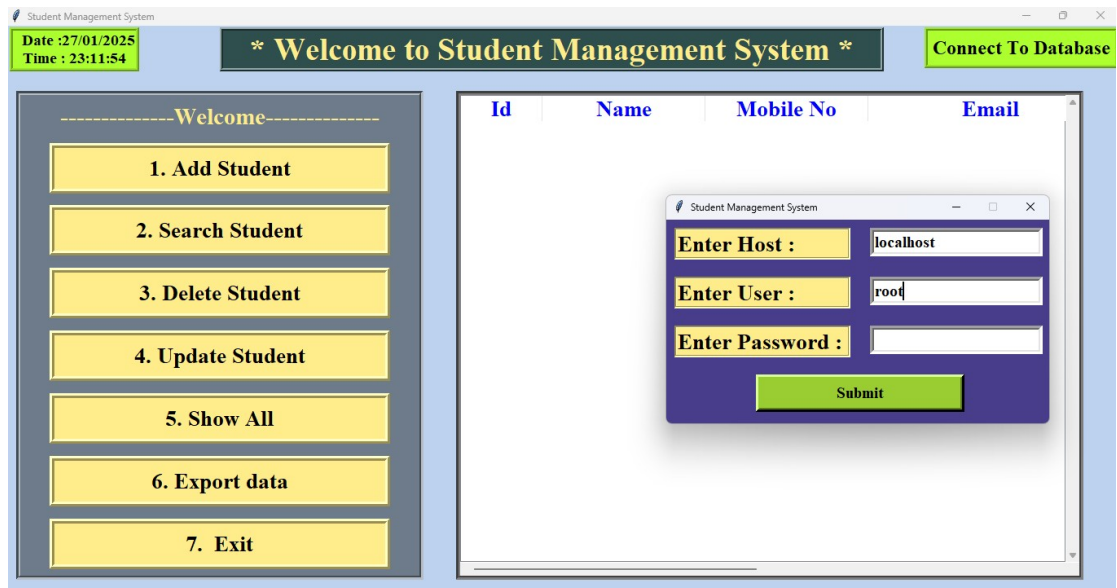 Student Management System
Date :27/01/2025
Time : 23:11:54
* Welcome to Student Management System *
Connect To Database
--------------Welcome--------------
1. Add Student
2. Search Student
3. Delete Student
4. Update Student
5. Show All
6. Export data
7. Exit
Id Name Mobile No Email
Student Management System
Enter Host : localhost
Enter User : root
Enter Password :
Submit